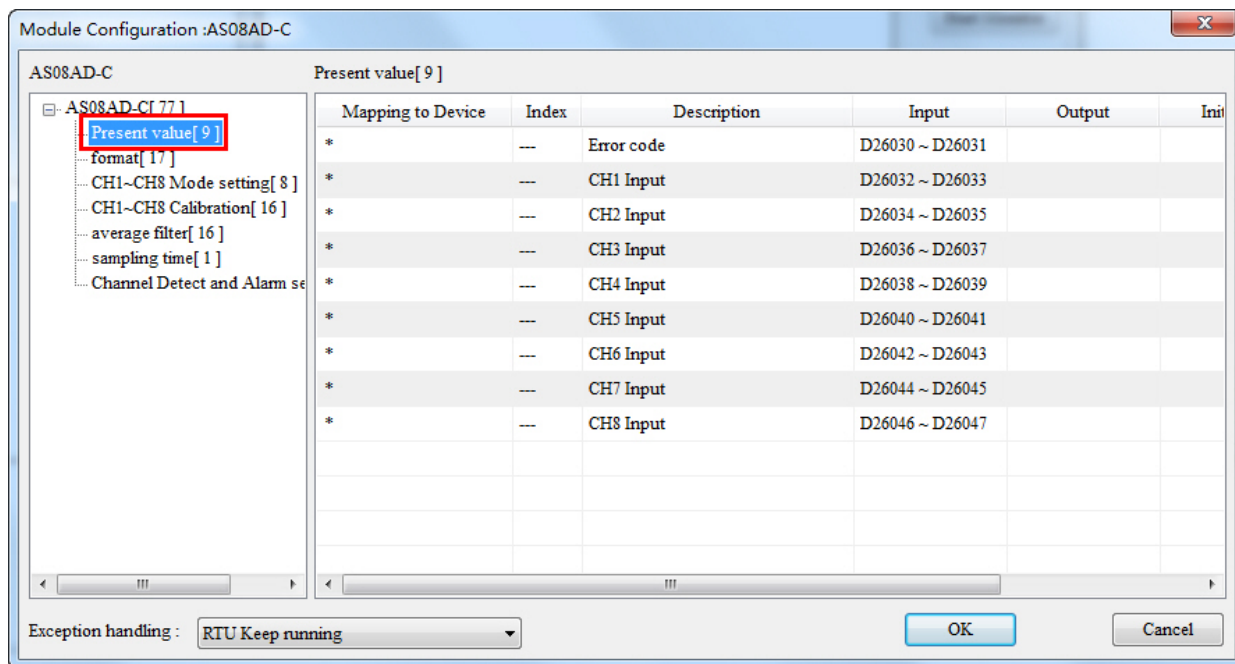 Module Configuration :AS08AD-C
AS08AD-C
Present value[ 9 ]
AS08AD-C[ 77 ]
Present value[ 9 ]
format[ 17 ]
CH1~CH8 Mode setting[ 8 ]
CH1~CH8 Calibration[ 16 ]
average filter[ 16 ]
sampling time[ 1 ]
Channel Detect and Alarm se
Mapping to Device Index Description Input Output Init
* --- Error code D26030 ~ D26031
* --- CH1 Input D26032 ~ D26033
* --- CH2 Input D26034 ~ D26035
* --- CH3 Input D26036 ~ D26037
* --- CH4 Input D26038 ~ D26039
* --- CH5 Input D26040 ~ D26041
* --- CH6 Input D26042 ~ D26043
* --- CH7 Input D26044 ~ D26045
* --- CH8 Input D26046 ~ D26047
Exception handling : RTU Keep running
OK Cancel